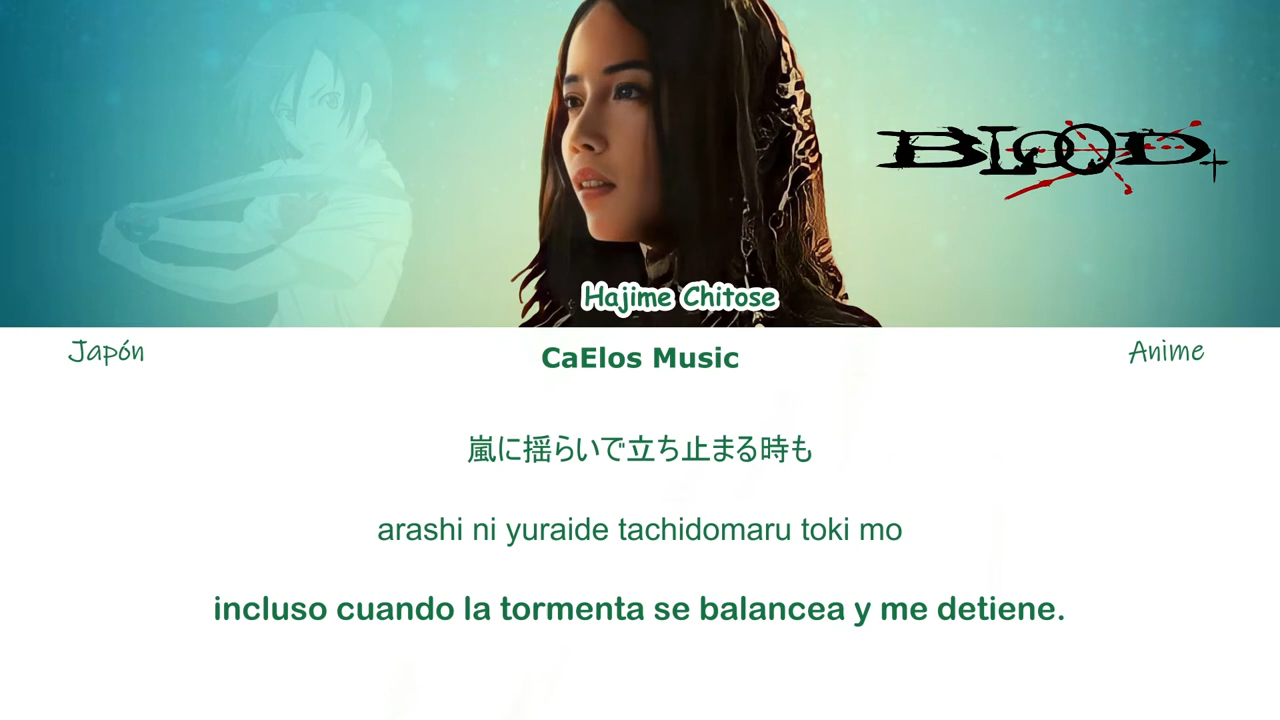 BLOOD+
Hajime Chitose
Japón
CaElos Music
Anime
嵐に揺らいで立ち止まる時も
arashi ni yuraide tachidomaru toki mo
incluso cuando la tormenta se balancea y me detiene.